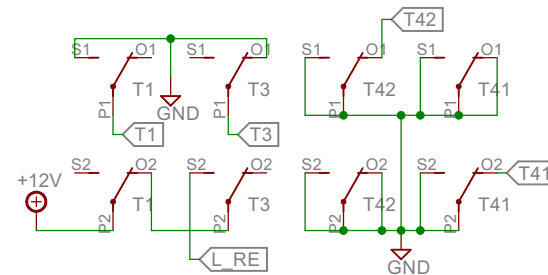 T42
S1 O1 S1 O1 S1 O1 S1 O1
T1 T3 T42 T41
P1 GND P1 P1 P1
T1 T3
S2 O2 S2 O2 S2 O2 S2 O2
+12V T1 T3 T42 T41 T41
P2 P2 P2 P2
L_RE GND